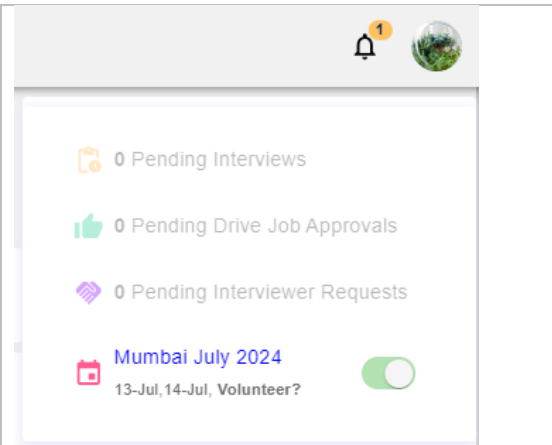 1
0 Pending Interviews
0 Pending Drive Job Approvals
0 Pending Interviewer Requests
Mumbai July 2024
13-Jul,14-Jul, Volunteer?